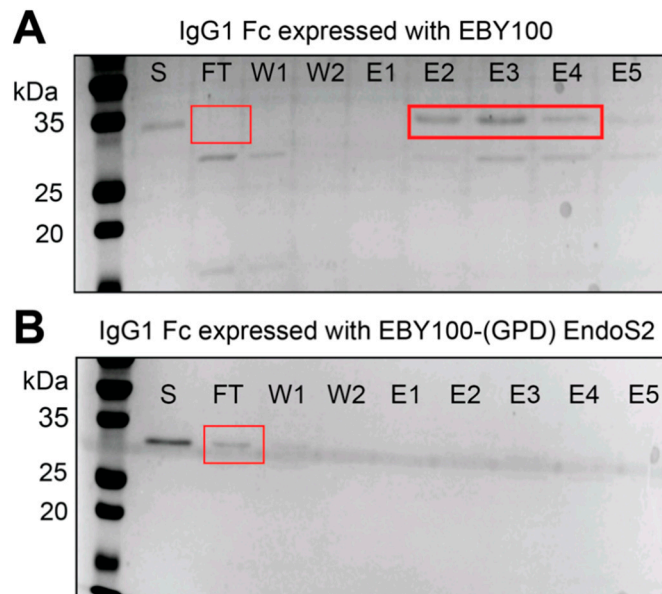 A
IgG1 Fc expressed with EBY100
S FT W1 W2 E1 E2 E3 E4 E5
kDa
35
25
20
B
IgG1 Fc expressed with EBY100-(GPD) EndoS2
S FT W1 W2 E1 E2 E3 E4 E5
kDa
35
25
20